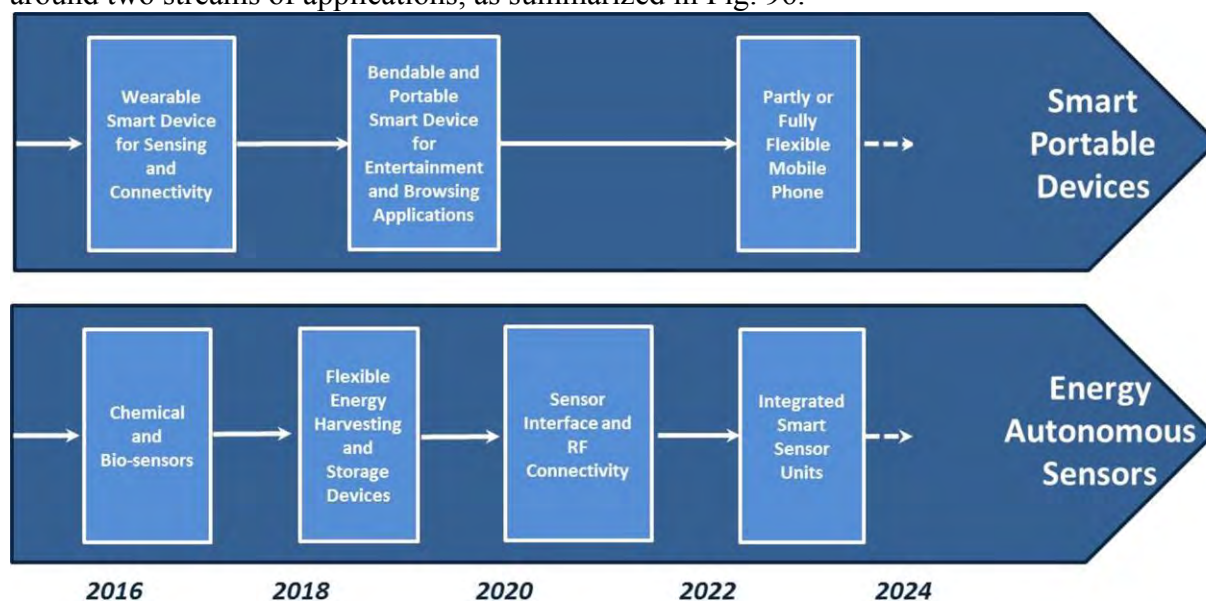 around two streams of applications, as summarized in Fig. 96.
Wearable
Smart Device
for Sensing
and
Connectivity
Bendable and
Portable
Smart Device
for
Entertainment
and Browsing
Applications
Partly or
Fully
Flexible
Mobile
Phone
Smart
Portable
Devices
Chemical
and
Bio-sensors
Flexible
Energy
Harvesting
and
Storage
Devices
Sensor
Interface and
RF
Connectivity
Integrated
Smart
Sensor
Units
Energy
Autonomous
Sensors
2016 2018 2020 2022 2024